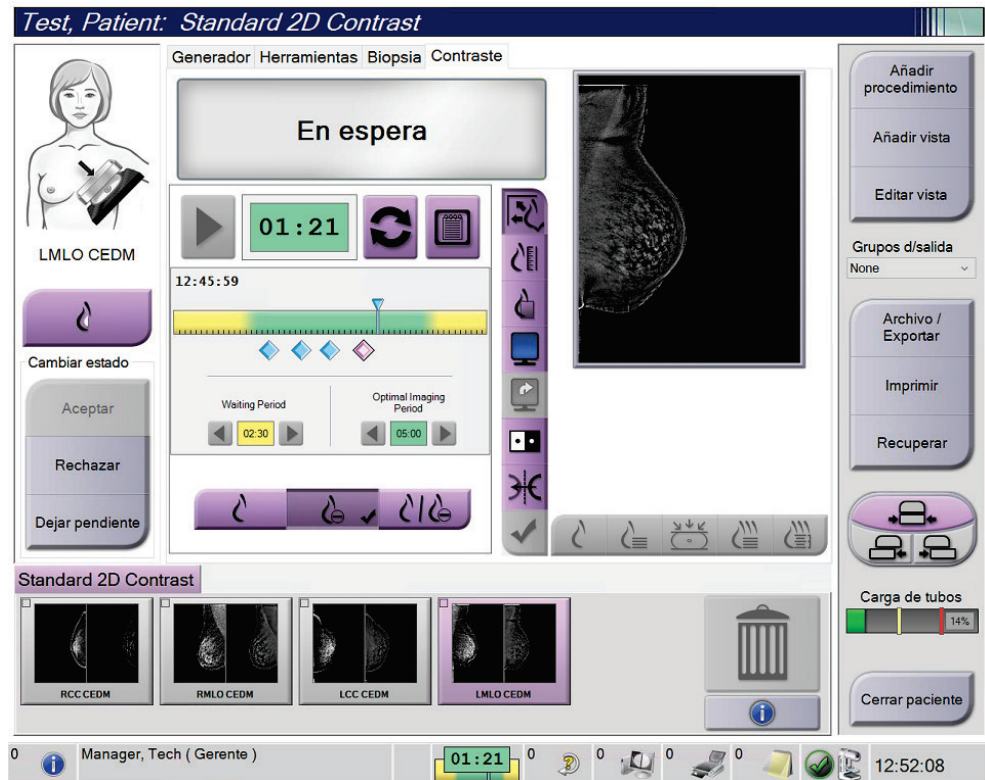 Test, Patient: Standard 2D Contrast
Generador Herramientas Biopsia Contraste
En espera
LMLO CEDM
01:21
12:45:59
Waiting Period
02:30
Optimal Imaging
Period
05:00
Cambiar estado
Aceptar
Rechazar
Dejar pendiente
Añadir
procedimiento
Añadir vista
Editar vista
Grupos d/salida
None
Archivo /
Exportar
Imprimir
Recuperar
Carga de tubos
14%
Cerrar paciente
Standard 2D Contrast
RCC CEDM
RMLO CEDM
LCC CEDM
LMLO CEDM
0
Manager, Tech ( Gerente )
01:21
0
0
0
0
12:52:08